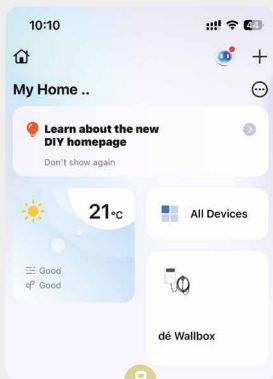 10:10
44
My Home ..
Learn about the new
DIY homepage
Don't show again
21°C
All Devices
Good
Good
dé Wallbox
8